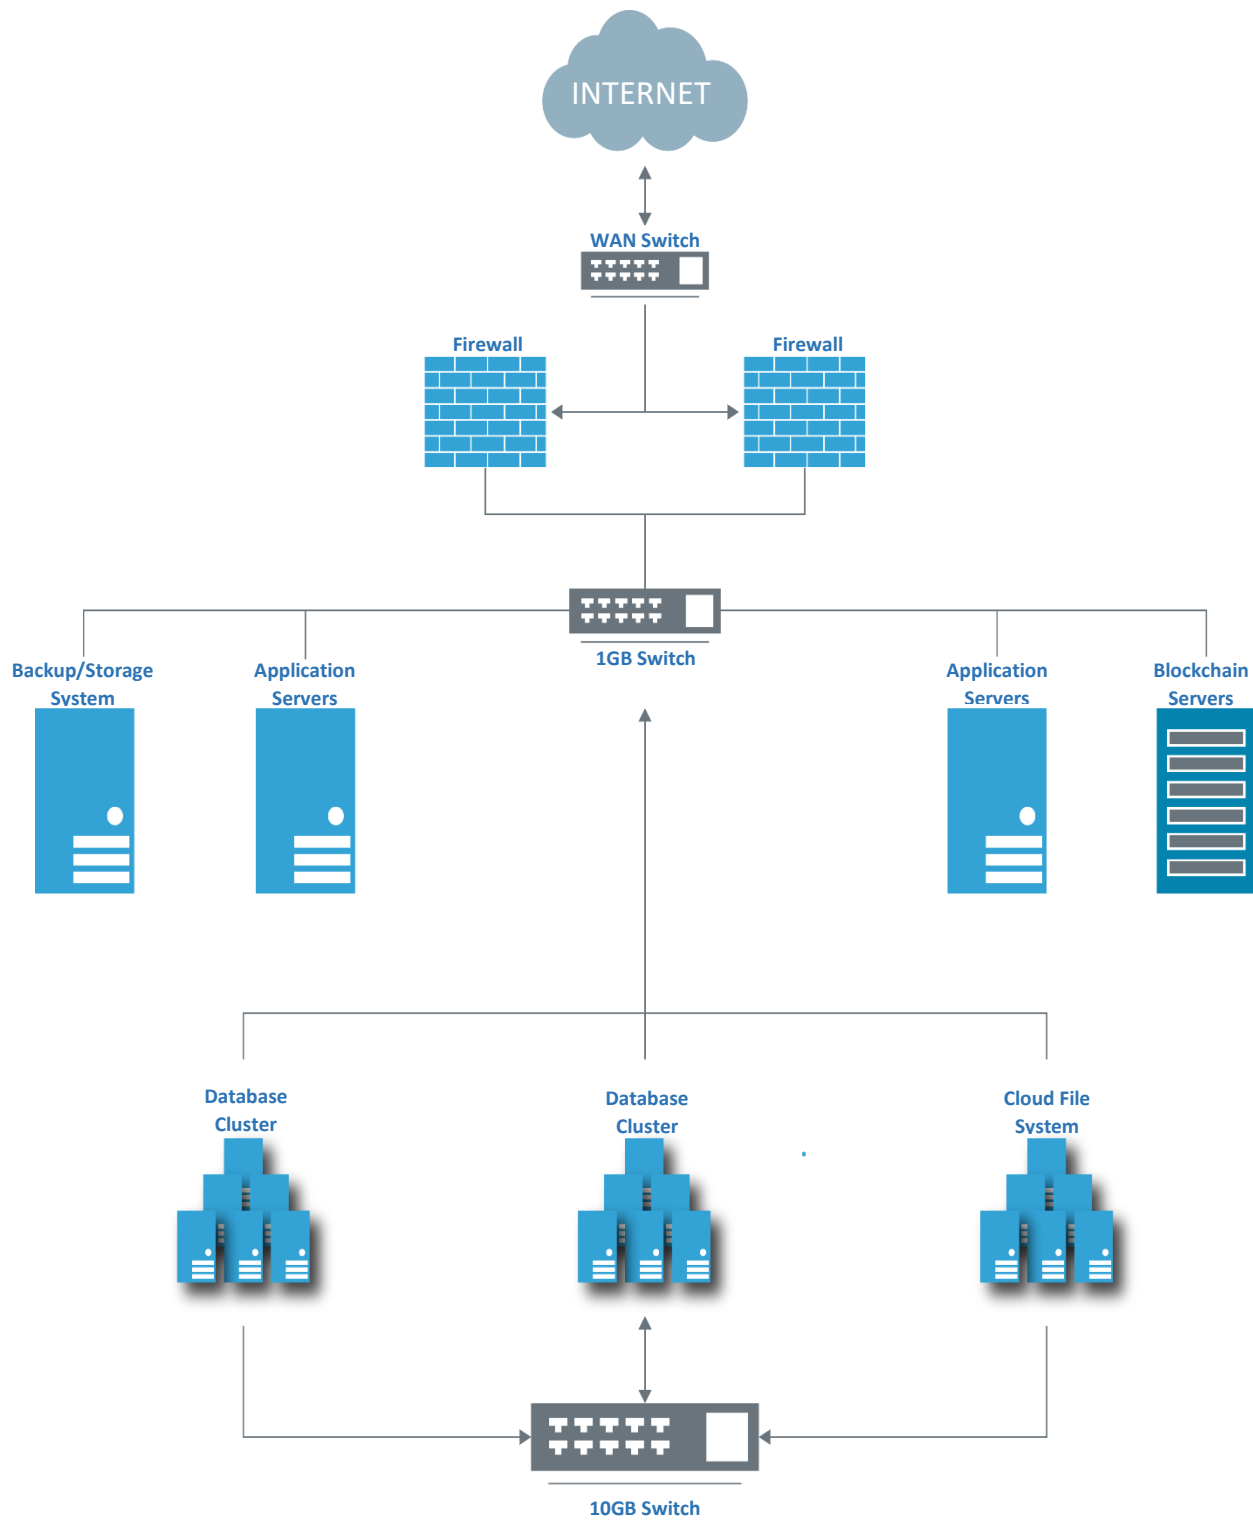 INTERNET
WAN Switch
Firewall
Firewall
1GB Switch
Backup/Storage
System
Application
Servers
Application
Servers
Blockchain
Servers
Database
Cluster
Database
Cluster
Cloud File
System
10GB Switch